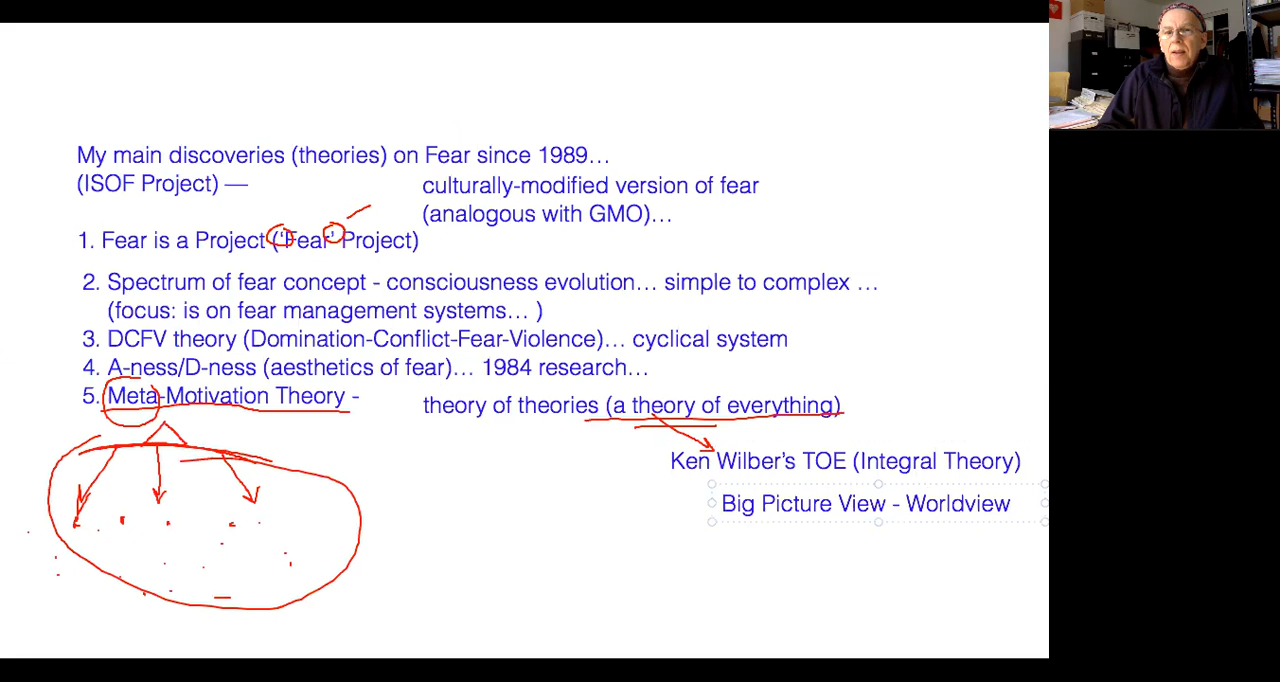 My main discoveries (theories) on Fear since 1989…
(ISOF Project) —
culturally-modified version of fear
(analogous with GMO)…
1. Fear is a Project (‘Fear’ Project)
2. Spectrum of fear concept - consciousness evolution… simple to complex …
(focus: is on fear management systems… )
3. DCFV theory (Domination-Conflict-Fear-Violence)… cyclical system
4. A-ness/D-ness (aesthetics of fear)… 1984 research…
5. Meta-Motivation Theory -
theory of theories (a theory of everything)
Ken Wilber’s TOE (Integral Theory)
Big Picture View - Worldview